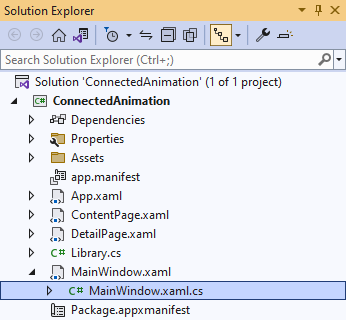 Solution Explorer
Search Solution Explorer (Ctrl+;)
Solution 'ConnectedAnimation' (1 of 1 project)
C# ConnectedAnimation
Dependencies
Properties
Assets
app.manifest
App.xaml
ContentPage.xaml
DetailPage.xaml
C# Library.cs
MainWindow.xaml
C# MainWindow.xaml.cs
Package.appxmanifest